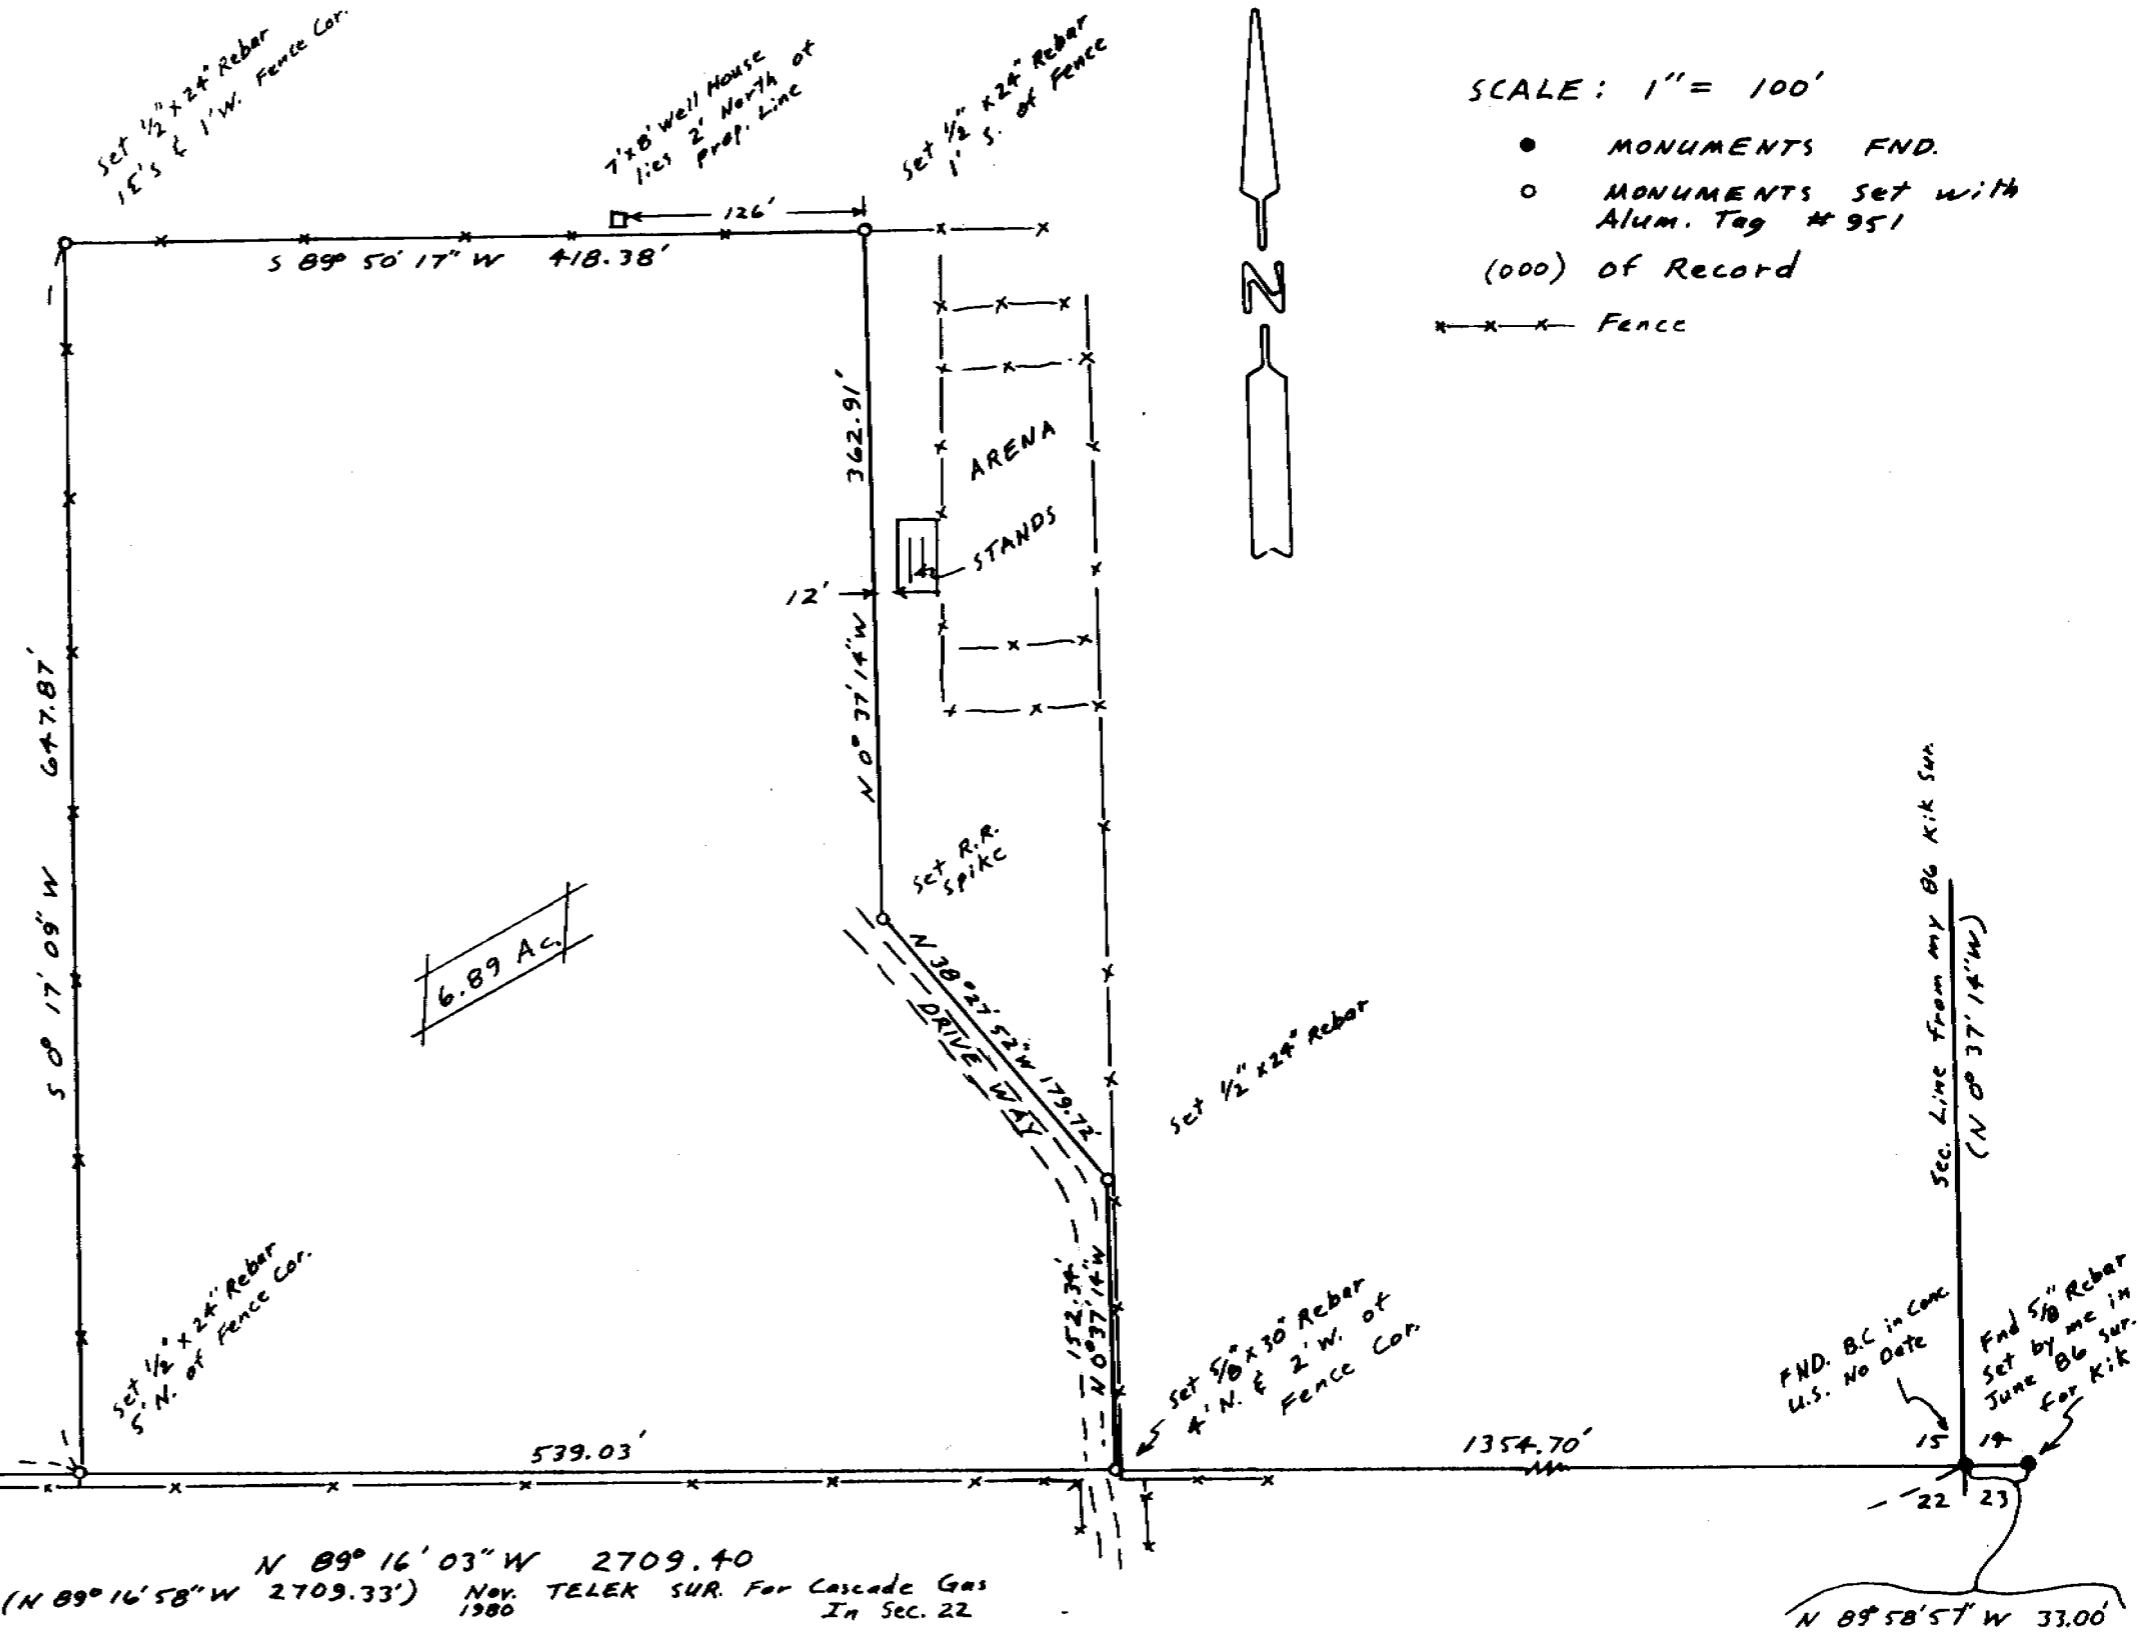 Set 1/2" x 24" Rebar
15'S & 1'W. Fence Cor.
7'x8' Well House
lies 2' North of
prop. Line
Set 1/2" x 24" Rebar
1' S. of Fence
N
SCALE: 1" = 100'
MONUMENTS FND.
MONUMENTS Set with
Alum. Tag # 951
(000) of Record
Fence
126'
S 89° 50' 17" W 418.38'
362.91'
N 0° 37' 14" W
ARENA
STANDS
12'
S 0° 17' 09" W 647.87'
6.89 Ac.
Set R.R.
Spike
N 38° 27' 52" W 179.72'
DRIVE WAY
Set 1/2" x 24" Rebar
Sec. Line from my 86 Kik Sur.
(N 0° 37' 14" W)
Set 1/2" x 24" Rebar
5' N. of Fence Cor.
152.34'
N 0° 37' 14" W
Set 5/8" x 30" Rebar
4' N. & 2' W. of
Fence Cor.
FND. B.C in Conc
U.S. No Date
Fnd 5/8" Rebar
Set by me in
June 86 Sur.
for Kik
539.03'
1354.70'
15 14
22 23
N 89° 16' 03" W 2709.40
(N 89° 16' 58" W 2709.33') Nov. 1980 TELEK SUR. For Cascade Gas
In Sec. 22
N 89° 58' 57" W 33.00'